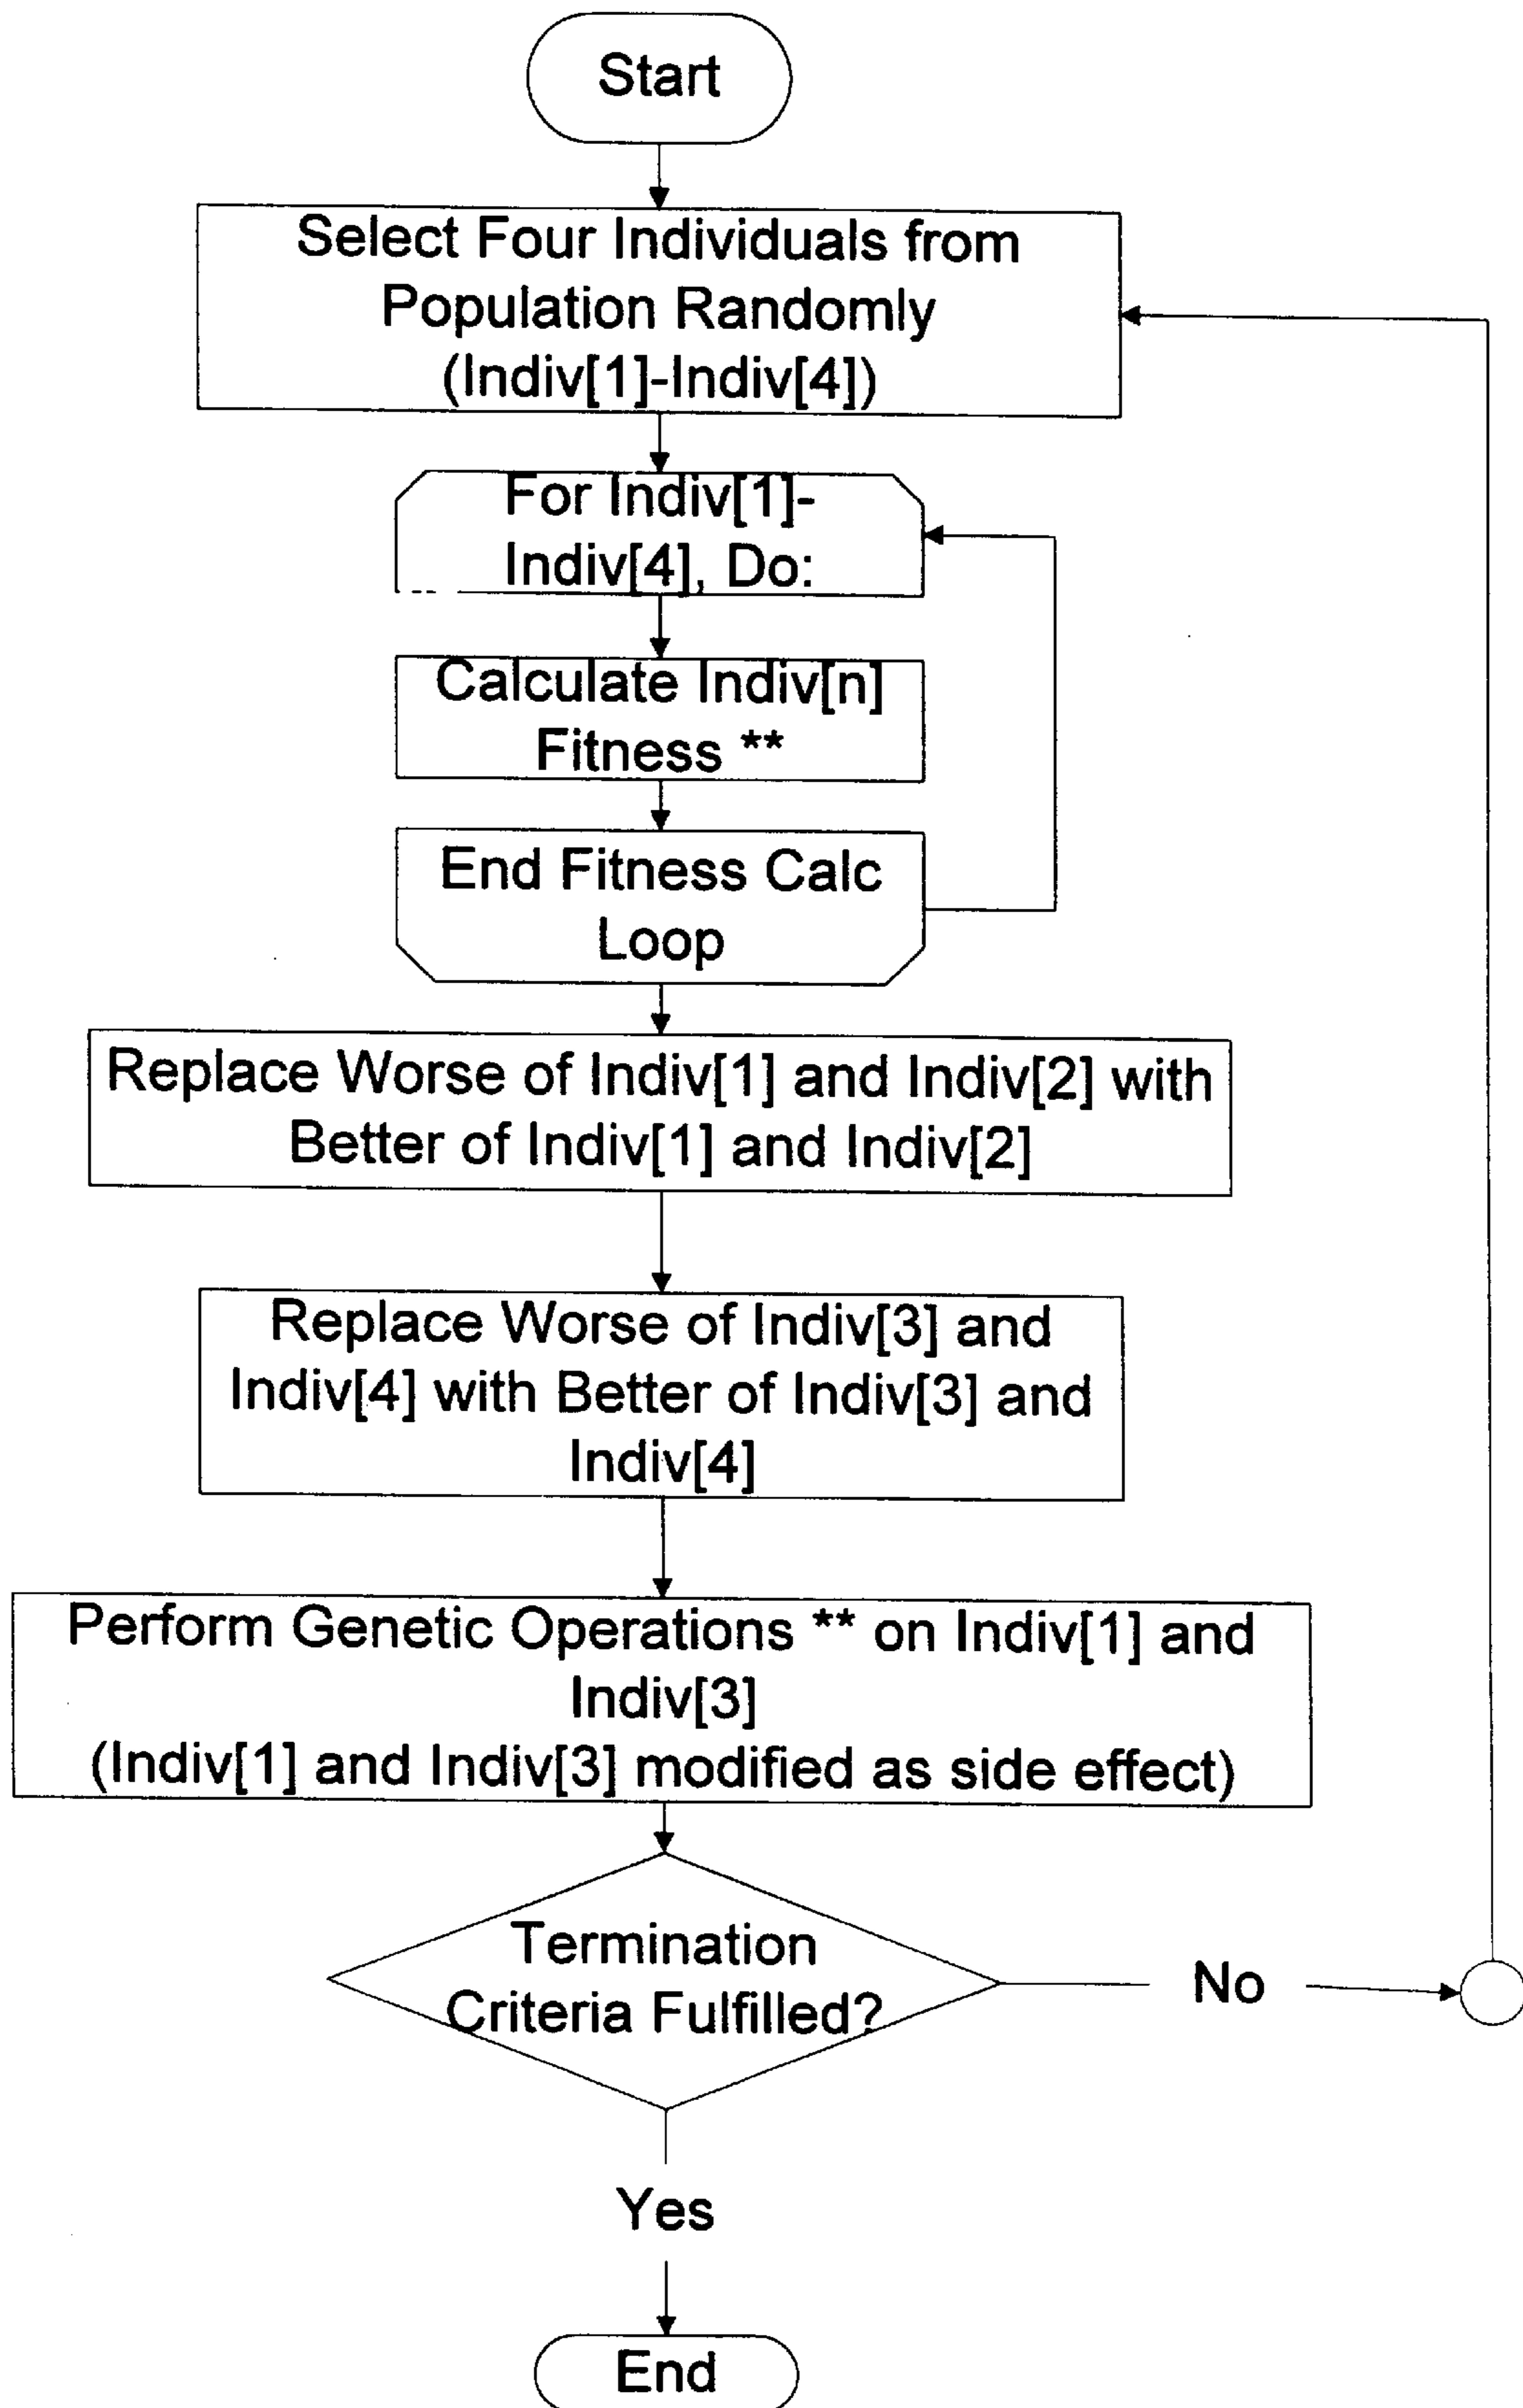 Start
Select Four Individuals from
Population Randomly
(Indiv[1]-Indiv[4])
For Indiv[1]-
Indiv[4], Do:
Calculate Indiv[n]
Fitness **
End Fitness Calc
Loop
Replace Worse of Indiv[1] and Indiv[2] with
Better of Indiv[1] and Indiv[2]
Replace Worse of Indiv[3] and
Indiv[4] with Better of Indiv[3] and
Indiv[4]
Perform Genetic Operations ** on Indiv[1] and
Indiv[3]
(Indiv[1] and Indiv[3] modified as side effect)
Termination
Criteria Fulfilled?
No
Yes
End